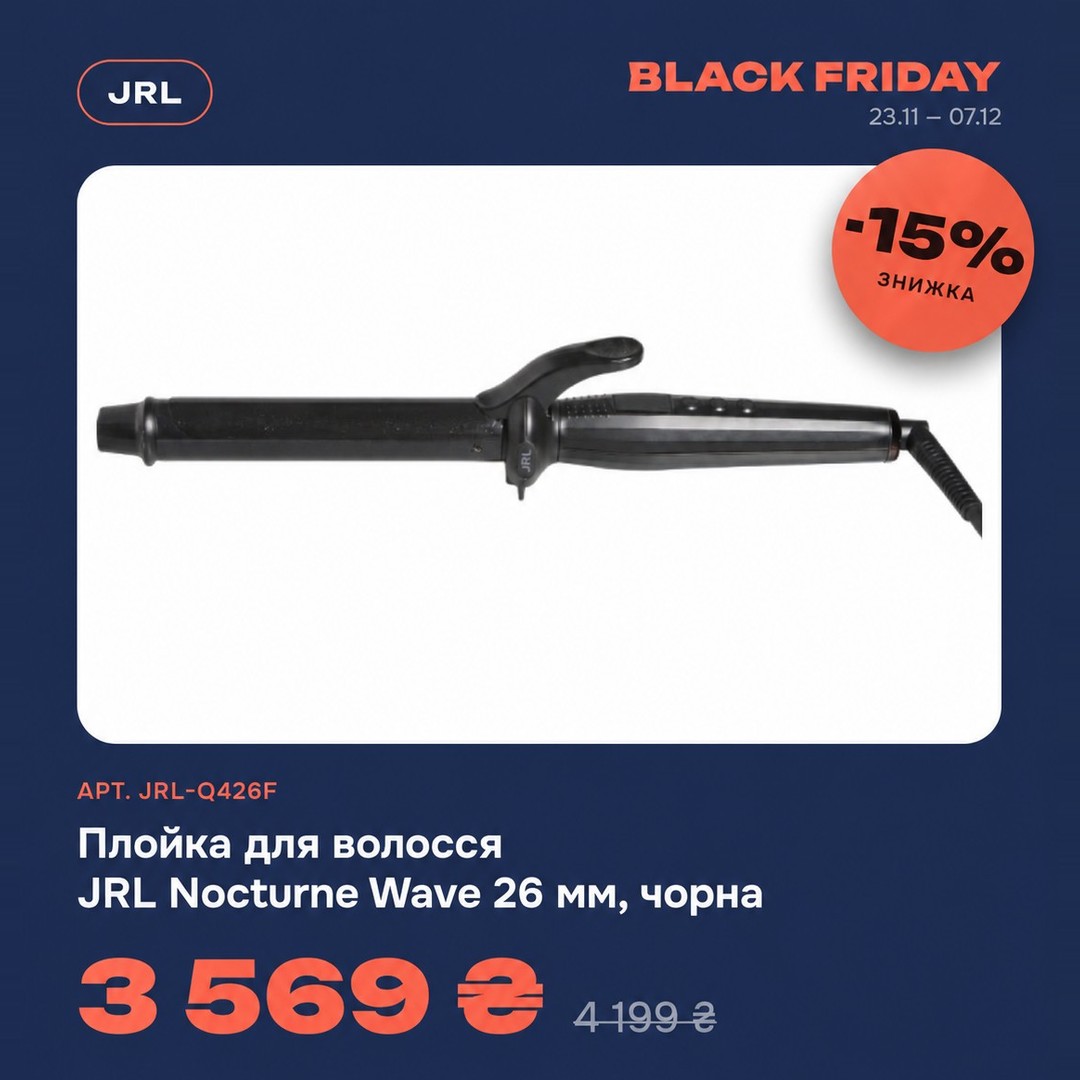 JRL
BLACK FRIDAY
23.11 – 07.12
-15%
ЗНИЖКА
JRL
АРТ. JRL-Q426F
Плойка для волосся
JRL Nocturne Wave 26 мм, чорна
3 569 ₴
4 199 ₴